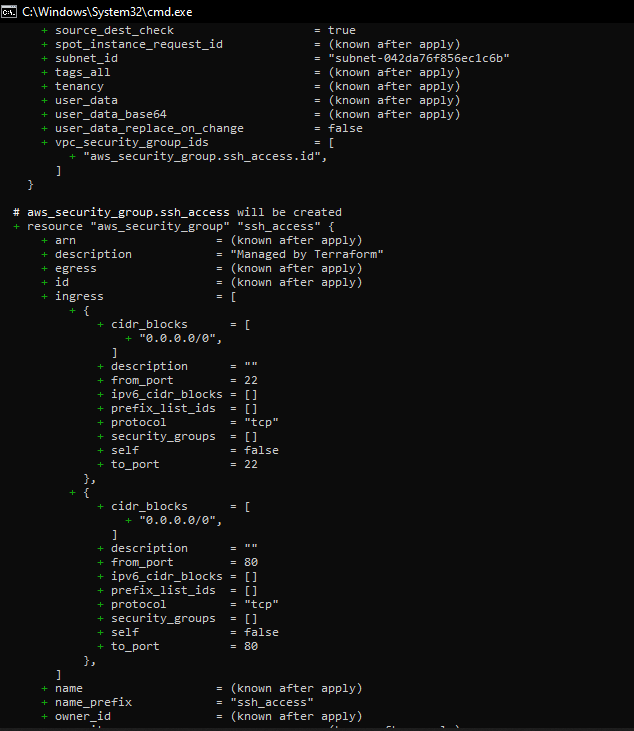 C:\Windows\System32\cmd.exe
+ source_dest_check = true
+ spot_instance_request_id = (known after apply)
+ subnet_id = "subnet-042da76f856ec1c6b"
+ tags_all = (known after apply)
+ tenancy = (known after apply)
+ user_data = (known after apply)
+ user_data_base64 = (known after apply)
+ user_data_replace_on_change = false
+ vpc_security_group_ids = [
+ "aws_security_group.ssh_access.id",
]
}
# aws_security_group.ssh_access will be created
+ resource "aws_security_group" "ssh_access" {
+ arn = (known after apply)
+ description = "Managed by Terraform"
+ egress = (known after apply)
+ id = (known after apply)
+ ingress = [
+ {
+ cidr_blocks = [
+ "0.0.0.0/0",
]
+ description = ""
+ from_port = 22
+ ipv6_cidr_blocks = []
+ prefix_list_ids = []
+ protocol = "tcp"
+ security_groups = []
+ self = false
+ to_port = 22
},
+ {
+ cidr_blocks = [
+ "0.0.0.0/0",
]
+ description = ""
+ from_port = 80
+ ipv6_cidr_blocks = []
+ prefix_list_ids = []
+ protocol = "tcp"
+ security_groups = []
+ self = false
+ to_port = 80
},
]
+ name = (known after apply)
+ name_prefix = "ssh_access"
+ owner_id = (known after apply)